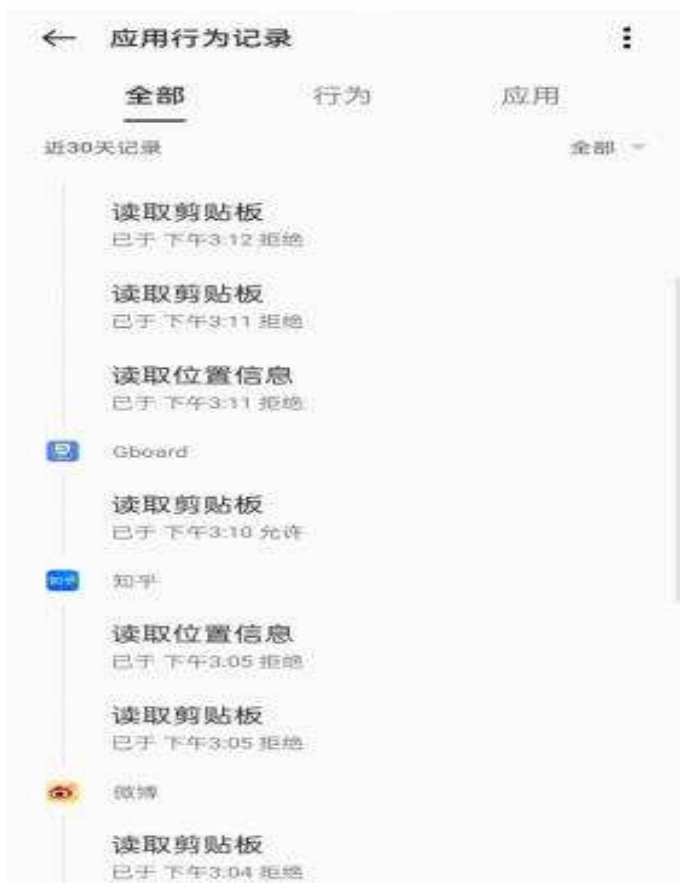 应用行为记录
全部 行为 应用
近30天记录 全部
读取剪贴板
已于 下午3:12 拒绝
读取剪贴板
已于 下午3:11 拒绝
读取位置信息
已于 下午3:11 拒绝
Gboard
读取剪贴板
已于 下午3:10 允许
知乎 知乎
读取位置信息
已于 下午3:05 拒绝
读取剪贴板
已于 下午3:05 拒绝
微博
读取剪贴板
已于 下午3:04 拒绝